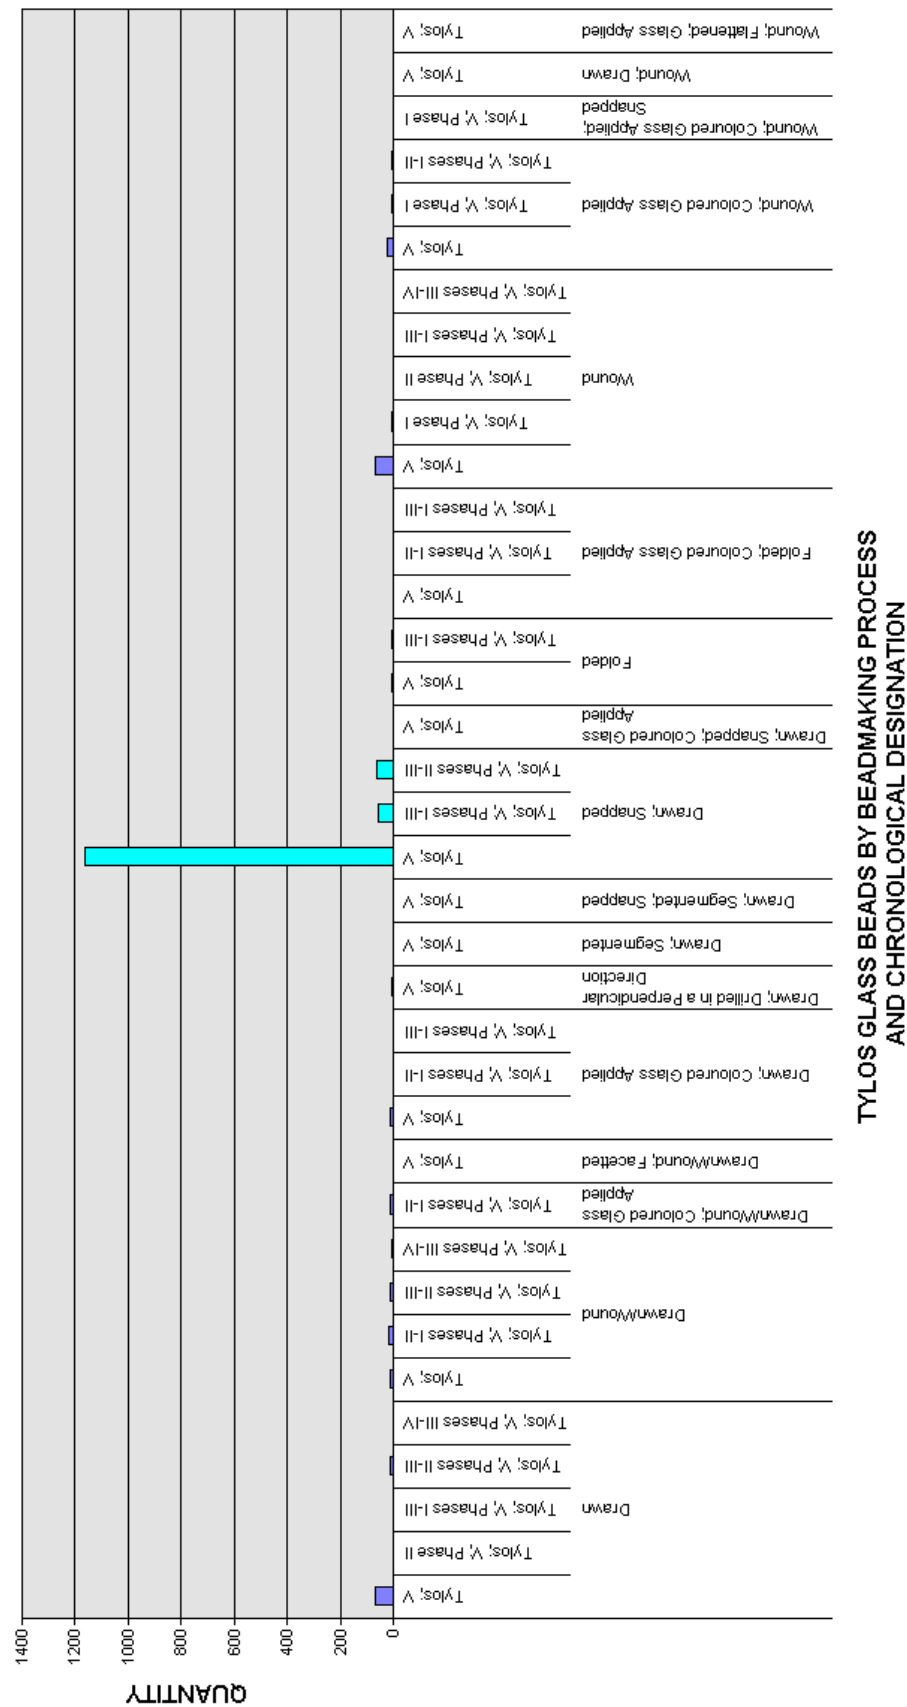 QUANTITY
1400
1200
1000
800
600
400
200
0
Tylos; V
Tylos; V, Phase II
Tylos; V, Phases I-III
Tylos; V, Phases II-III
Tylos; V, Phases III-IV
Drawn
Tylos; V
Tylos; V, Phases I-II
Tylos; V, Phases II-III
Tylos; V, Phases III-IV
Drawn/Wound
Tylos; V, Phases I-II
Drawn/Wound; Coloured Glass
Applied
Tylos; V
Drawn/Wound; Facetted
Tylos; V
Tylos; V, Phases I-II
Tylos; V, Phases I-III
Drawn; Coloured Glass Applied
Tylos; V
Drawn; Drilled in a Perpendicular
Direction
Tylos; V
Drawn; Segmented
Tylos; V
Drawn; Segmented; Snapped
Tylos; V
Tylos; V, Phases I-III
Tylos; V, Phases II-III
Drawn; Snapped
Tylos; V
Drawn; Snapped; Coloured Glass
Applied
Tylos; V
Tylos; V, Phases I-III
Folded
Tylos; V
Tylos; V, Phases I-II
Tylos; V, Phases I-III
Folded; Coloured Glass Applied
Tylos; V
Tylos; V, Phase I
Tylos; V, Phase II
Tylos; V, Phases I-III
Tylos; V, Phases III-IV
Wound
Tylos; V
Tylos; V, Phase I
Tylos; V, Phases I-II
Wound; Coloured Glass Applied
Tylos; V, Phase I
Wound; Coloured Glass Applied;
Snapped
Tylos; V
Wound; Drawn
Tylos; V
Wound; Flattened; Glass Applied
TYLOS GLASS BEADS BY BEADMAKING PROCESS
AND CHRONOLOGICAL DESIGNATION